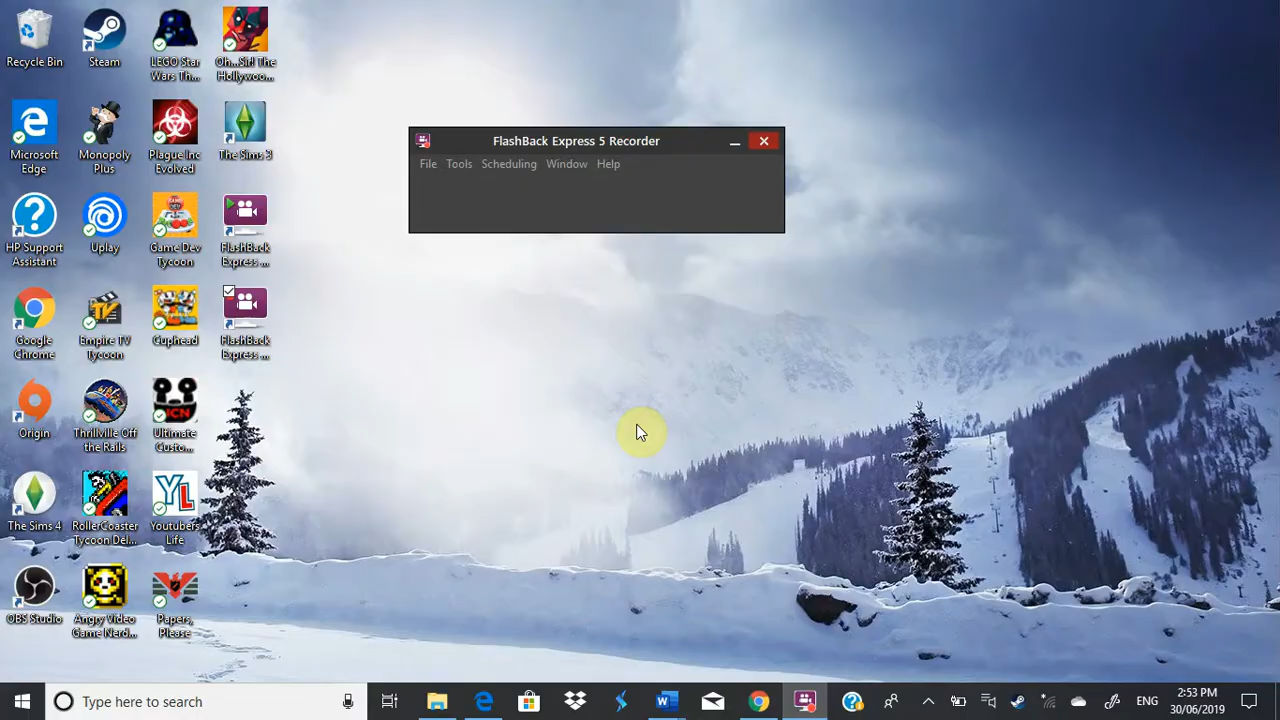 Recycle Bin
Steam
LEGO Star
Wars Th...
Oh...Sir! The
Hollywoo...
Microsoft
Edge
Monopoly
Plus
Plague Inc
Evolved
The Sims 3
HP Support
Assistant
Uplay
Game Dev
Tycoon
FlashBack
Express ...
Google
Chrome
TV
Empire TV
Tycoon
Cuphead
FlashBack
Express ...
Origin
Thrillville Off
the Rails
UCN
Ultimate
Custo...
The Sims 4
RollerCoaster
Tycoon Del...
YL
Youtubers
Life
OBS Studio
Angry Video
Game Nerd...
Papers,
Please
FlashBack Express 5 Recorder
File Tools Scheduling Window Help
Type here to search
ENG
2:53 PM
30/06/2019